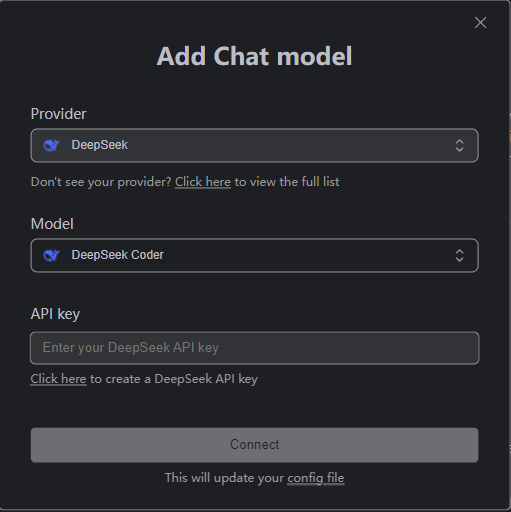 Add Chat model
Provider
DeepSeek
Don't see your provider? Click here to view the full list
Model
DeepSeek Coder
API key
Enter your DeepSeek API key
Click here to create a DeepSeek API key
Connect
This will update your config file